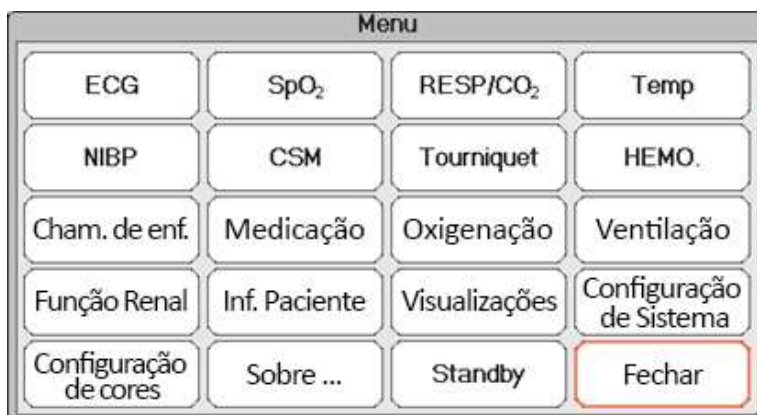 Menu
ECG SpO₂ RESP/CO₂ Temp
NIBP CSM Tourniquet HEMO.
Cham. de enf. Medicação Oxigenação Ventilação
Função Renal Inf. Paciente Visualizações Configuração de Sistema
Configuração de cores Sobre ... Standby Fechar